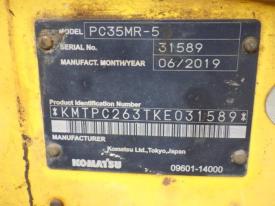 MODEL PC35MR-5
SERIAL No. 31589
MANUFACT. MONTH/YEAR 06/2019
Product Identification Number
*KMTPC263TKE031589*
MANUFACTURER
Komatsu Ltd.,Tokyo,Japan
KOMATSU
09601-14000